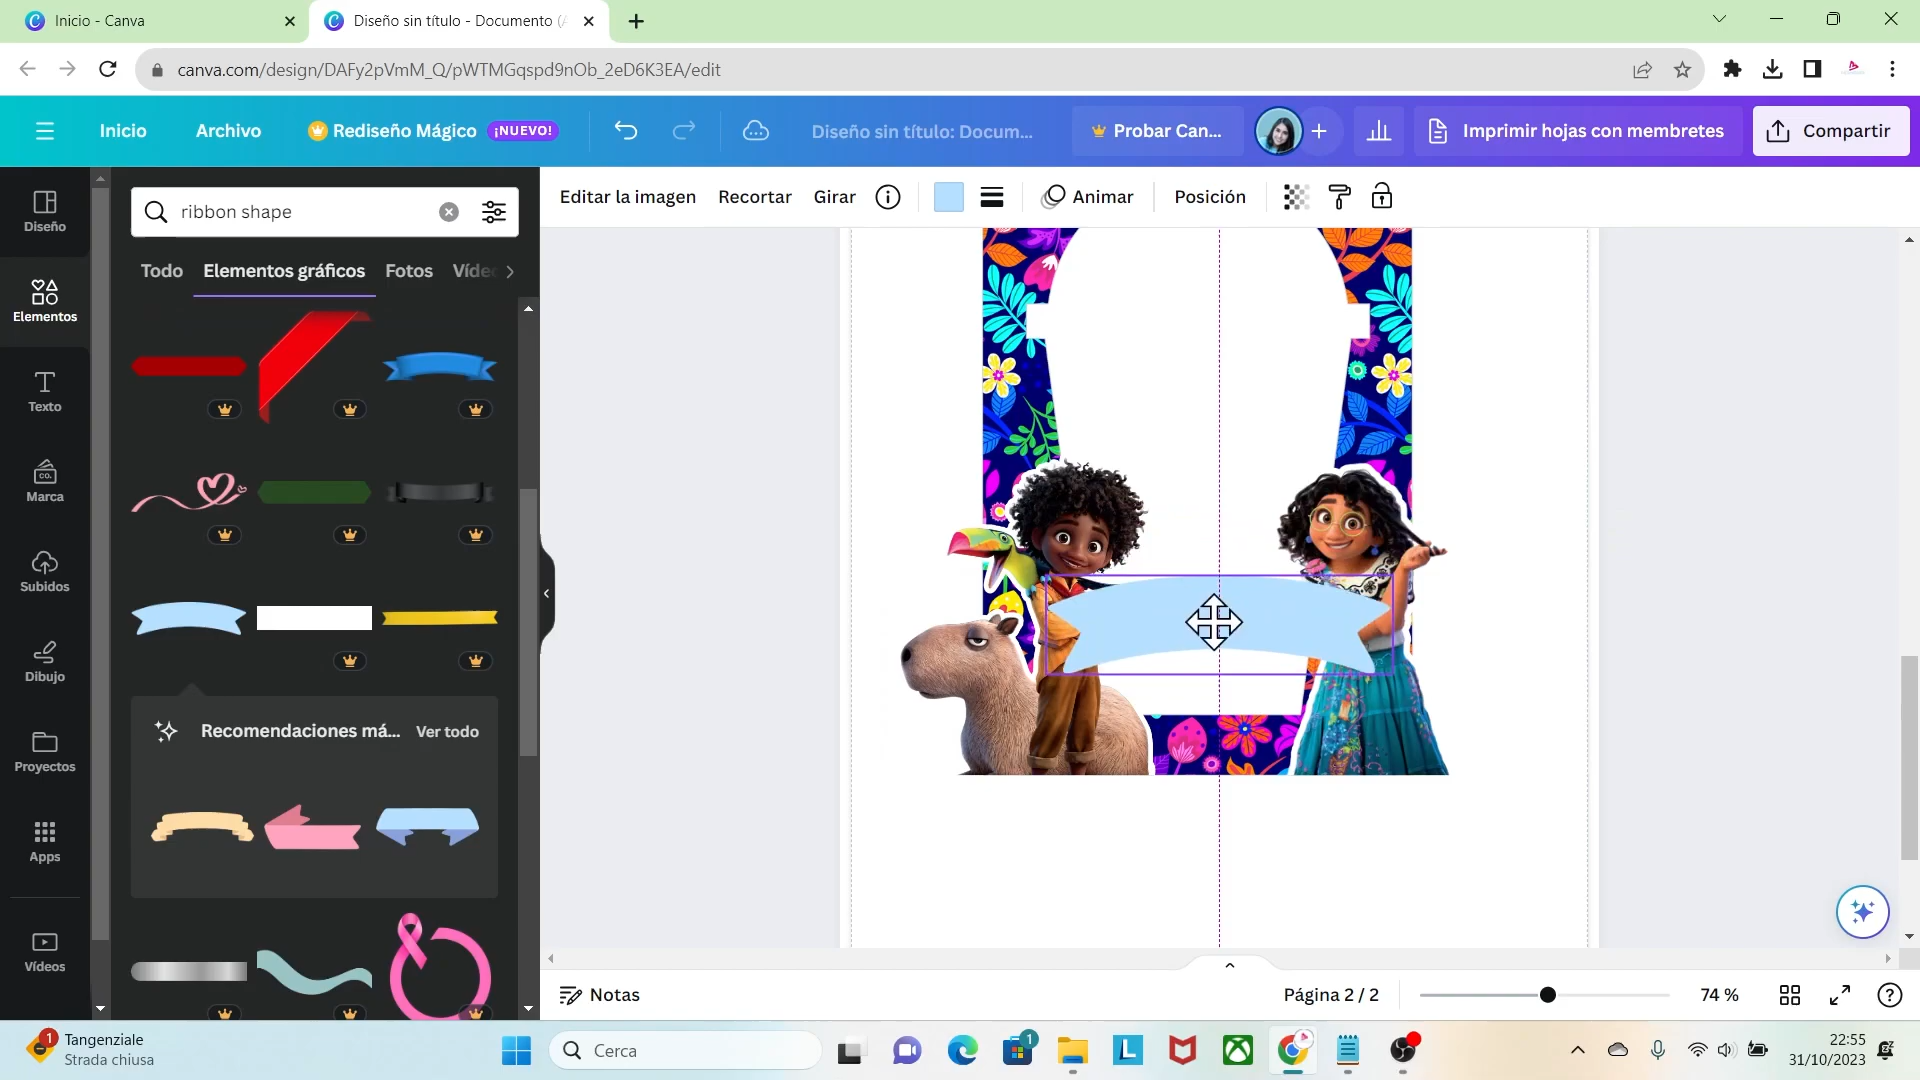 Inicio - Canva
Diseño sin título - Documento (A
canva.com/design/DAFy2pVmM_Q/pWTMGqspd9nOb_2eD6K3EA/edit
Inicio
Archivo
Rediseño Mágico
¡NUEVO!
Diseño sin título: Docum...
Probar Can...
Imprimir hojas con membretes
Compartir
Diseño
Elementos
Texto
Marca
Subidos
Dibujo
Proyectos
Apps
Vídeos
ribbon shape
Todo
Elementos gráficos
Fotos
Víde
Recomendaciones má...
Ver todo
Editar la imagen
Recortar
Girar
Animar
Posición
Notas
Página 2 / 2
74 %
1
Tangenziale
Strada chiusa
Cerca
1
22:55
31/10/2023